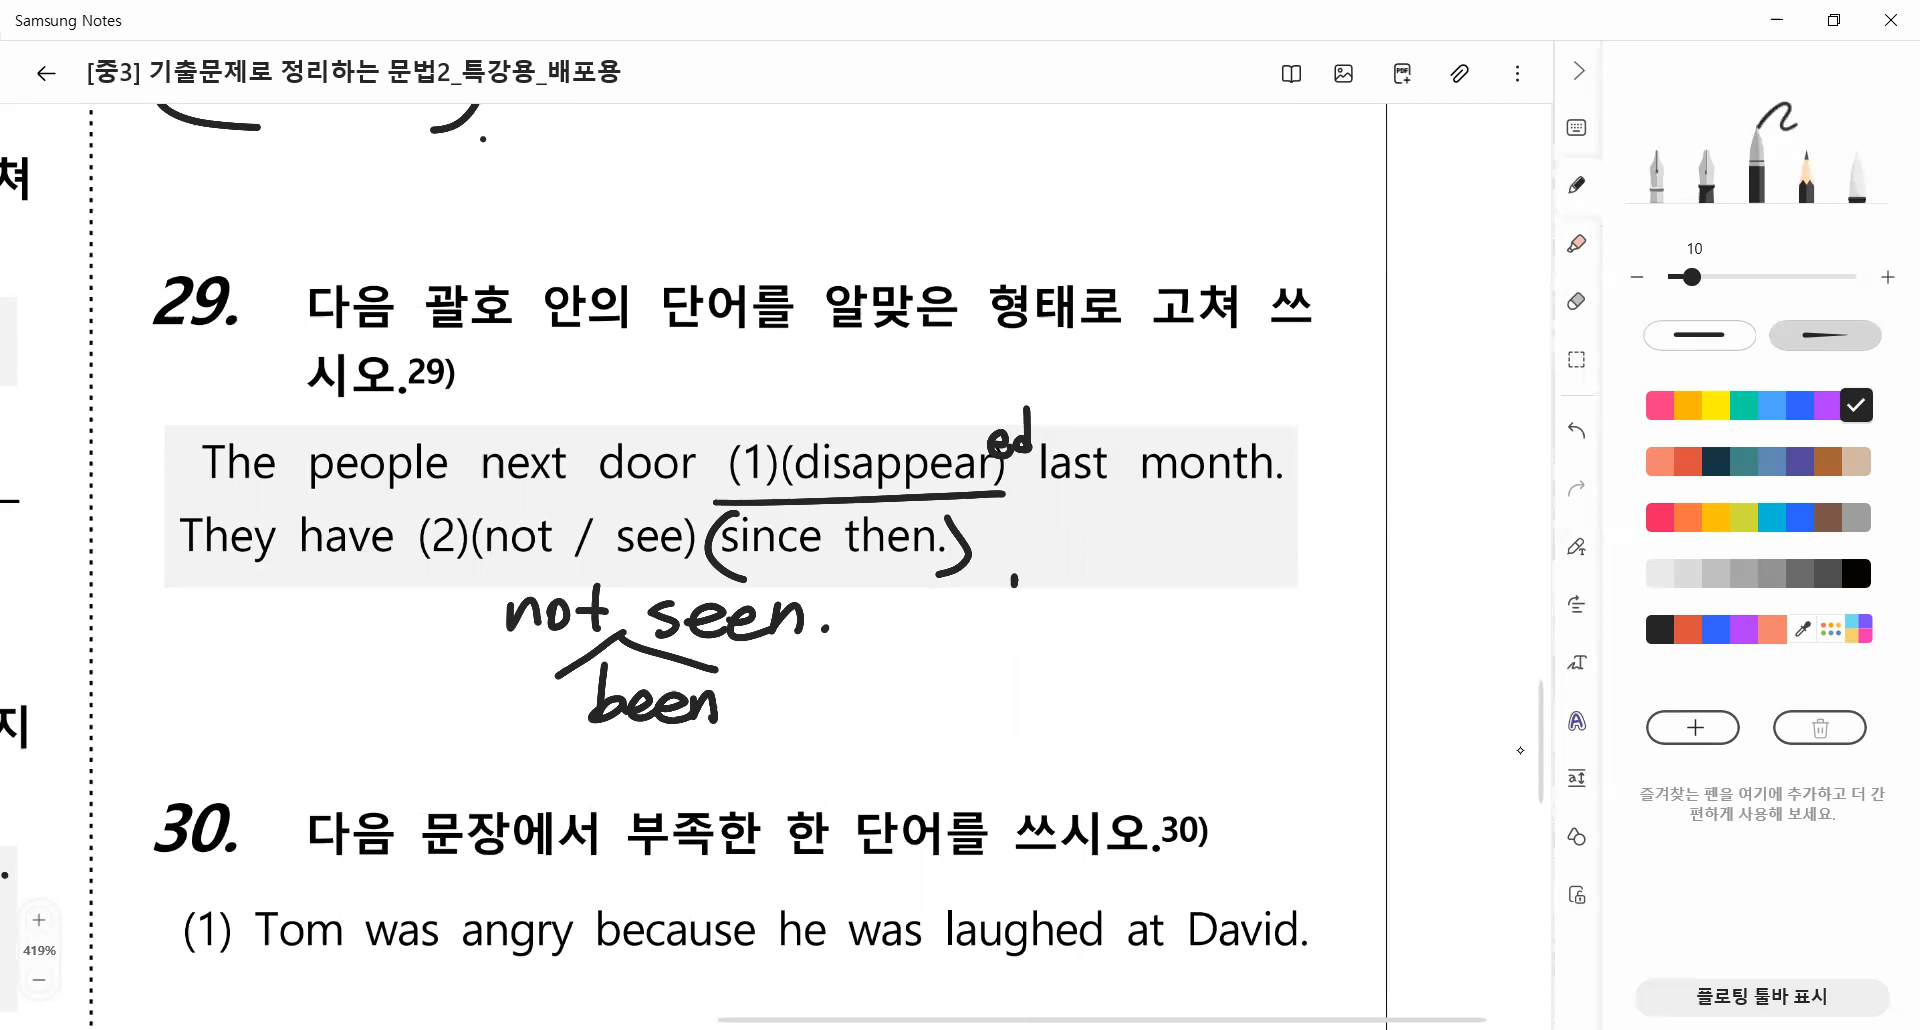 Samsung Notes
[중3] 기출문제로 정리하는 문법2_특강용_배포용
쳐
지
29. 다음 괄호 안의 단어를 알맞은 형태로 고쳐 쓰
시오.29)
The people next door (1)(disappear)ed last month.
They have (2)(not / see) (since then.)
not seen.
been
30. 다음 문장에서 부족한 한 단어를 쓰시오.30)
(1) Tom was angry because he was laughed at David.
419%
PDF
10
즐겨찾는 펜을 여기에 추가하고 더 간
편하게 사용해 보세요.
플로팅 툴바 표시